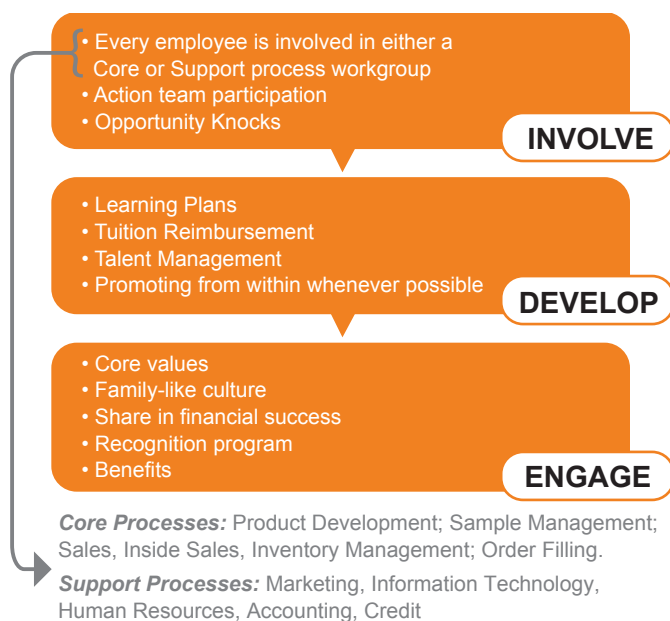 • Every employee is involved in either a
Core or Support process workgroup
• Action team participation
• Opportunity Knocks
INVOLVE
• Learning Plans
• Tuition Reimbursement
• Talent Management
• Promoting from within whenever possible
DEVELOP
• Core values
• Family-like culture
• Share in financial success
• Recognition program
• Benefits
ENGAGE
Core Processes: Product Development; Sample Management;
Sales, Inside Sales, Inventory Management; Order Filling.
Support Processes: Marketing, Information Technology,
Human Resources, Accounting, Credit